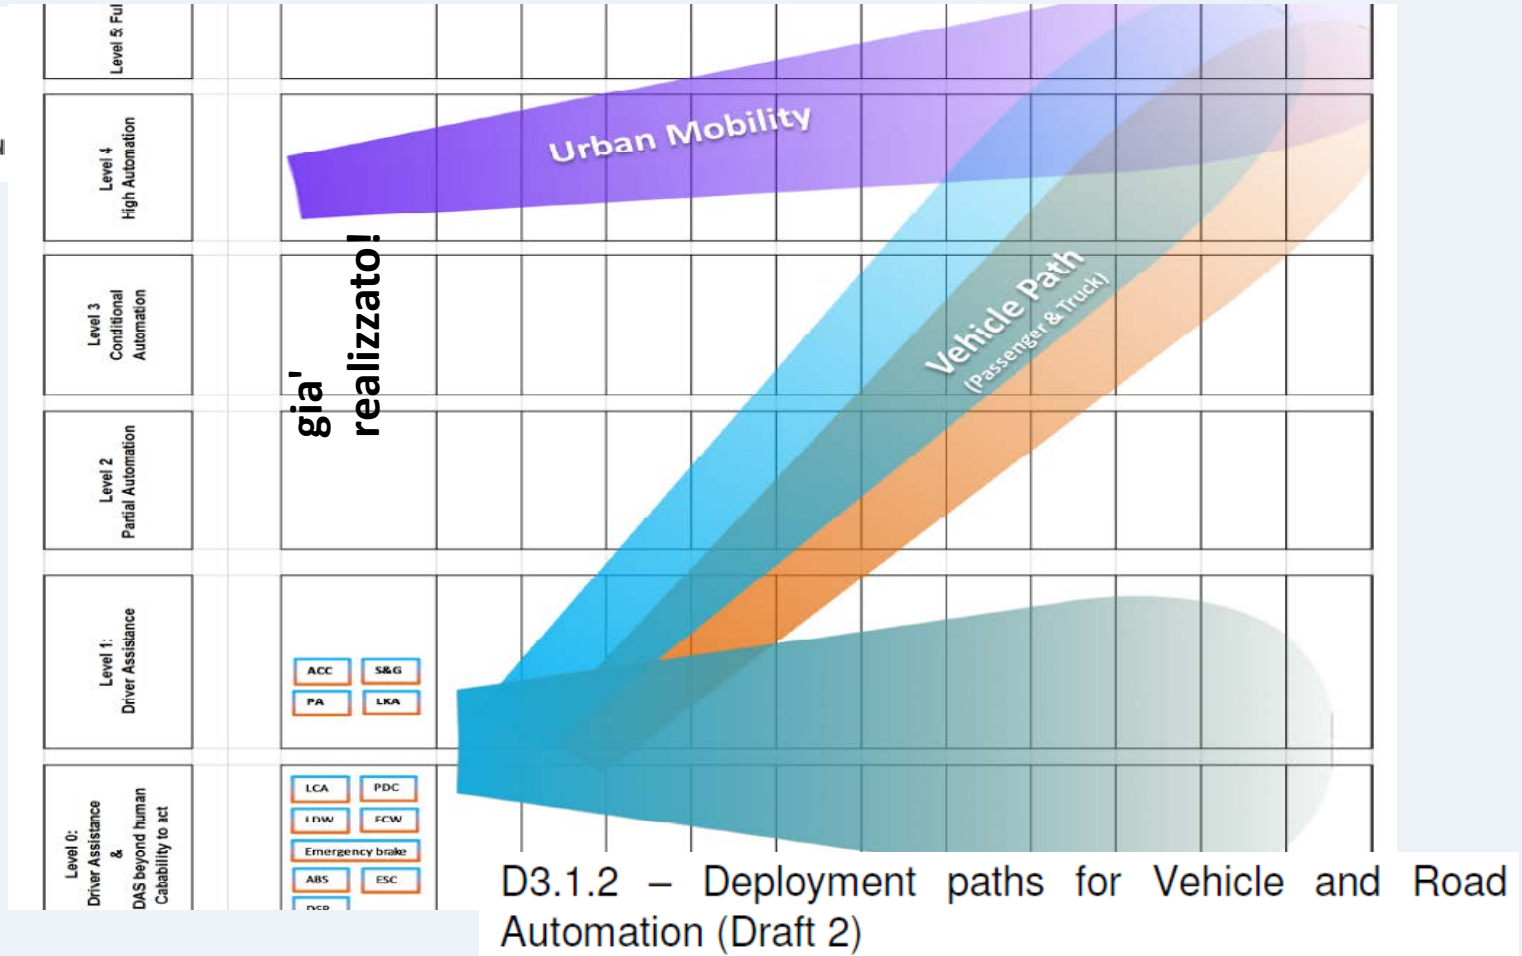 Level 5: Ful
Level 4
High Automation
Level 3
Conditional
Automation
Level 2
Partial Automation
Level 1:
Driver Assistance
Level 0:
Driver Assistance
&
DAS beyond human
Catability to act
gia'
realizzato!
Urban Mobility
Vehicle Path
(Passenger & Truck)
ACC S&G
PA LKA
LCA PDC
LDW FCW
Emergency brake
ABS ESC
D3.1.2 – Deployment paths for Vehicle and Road
Automation (Draft 2)